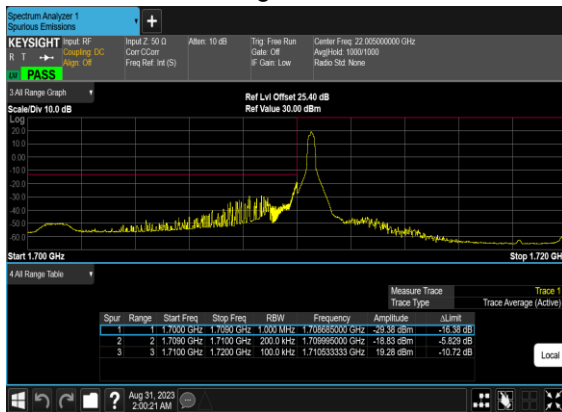 Spectrum Analyzer 1
Spurious Emissions
KEYSIGHT Input: RF Input Z: 50 Ω Atten: 10 dB Trig: Free Run Center Freq: 22.005000000 GHz
R T Coupling: DC Corr CCorr Gate: Off Avg|Hold: 1000/1000
Align: Off Freq Ref: Int (S) IF Gain: Low Radio Std: None
PASS
3 All Range Graph
Ref Lvl Offset 25.40 dB
Scale/Div 10.0 dB Ref Value 30.00 dBm
Log
20.0
10.0
0.00
-10.0
-20.0
-30.0
-40.0
-50.0
-60.0
Start 1.700 GHz Stop 1.720 GH
4 All Range Table
Measure Trace Trace 1
Trace Type Trace Average (Active)
Spur Range Start Freq Stop Freq RBW Frequency Amplitude ΔLimit
1 1 1.7000 GHz 1.7090 GHz 1.000 MHz 1.708685000 GHz -29.38 dBm -16.38 dB
2 2 1.7090 GHz 1.7100 GHz 200.0 kHz 1.709995000 GHz -18.83 dBm -5.829 dB
3 3 1.7100 GHz 1.7200 GHz 100.0 kHz 1.710533333 GHz 19.28 dBm -10.72 dB
Local
Aug 31, 2023
2:00:21 AM